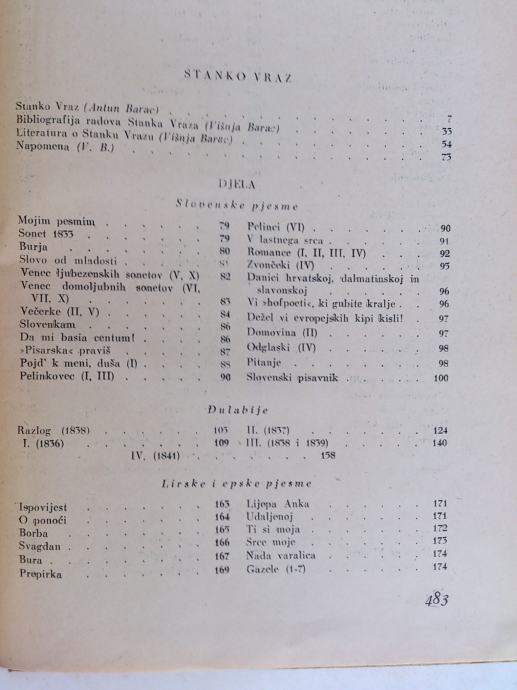 STANKO VRAZ
Stanko Vraz (Antun Barac) . . . . . . . . . . . . 7
Bibliografija radova Stanka Vraza (Višnja Barac) . . . . . . . 33
Literatura o Stanku Vrazu (Višnja Barac) . . . . . . . . . 54
Napomena (V. B.) . . . . . . . . . . . . . 73
DJELA
Slovenske pjesme
Mojim pesmim . . . . . . 79
Sonet 1833 . . . . . . 79
Burja . . . . . . . 80
Slovo od mladosti . . . . .
Venec ljubezenskih sonetov (V, X) 82
Venec domoljubnih sonetov (VI,
VII, X) . . . . . . 83
Večerke (II, V) . . . . . . 84
Slovenkam . . . . . . 86
Da mi basia centum! . . . . 86
»Pisarska« praviš . . . . . 87
Pojd' k meni, duša (I) . . . . 88
Pelinkovec (I, III) . . . . . 90
Pelinci (VI) . . . . . . 90
V lastnega srca . . . . . . 91
Romance (I, II, III, IV) . . . . 92
Zvončeki (IV) . . . . . . 95
Danici hrvatskoj, dalmatinskoj in
slavonskoj . . . . . . 96
Vi »hofpoeti«, ki gubite kralje . . 96
Dežel vi evropejskih kipi kisli! . . 97
Domovina (II) . . . . . . 97
Odglaski (IV) . . . . . . 98
Pitanje . . . . . . . 98
Slovenski pisavnik . . . . . 100
Đulabije
Razlog (1838) . . . . . . 103
I. (1836) . . . . . . 109
II. (1837) . . . . . . 124
III. (1838 i 1839) . . . . . 140
IV. (1841) . . . . . . 158
Lirske i epske pjesme
Ispovijest . . . . . . 163
O ponoći . . . . . . 164
Borba . . . . . . . 165
Svagdan . . . . . . . 166
Bura . . . . . . . . 167
Prepirka . . . . . . 169
Lijepa Anka . . . . . . 171
Udaljenoj . . . . . . 171
Ti si moja . . . . . . 172
Srce moje . . . . . . 173
Nada varalica . . . . . . 174
Gazele (1-7) . . . . . . 174
483